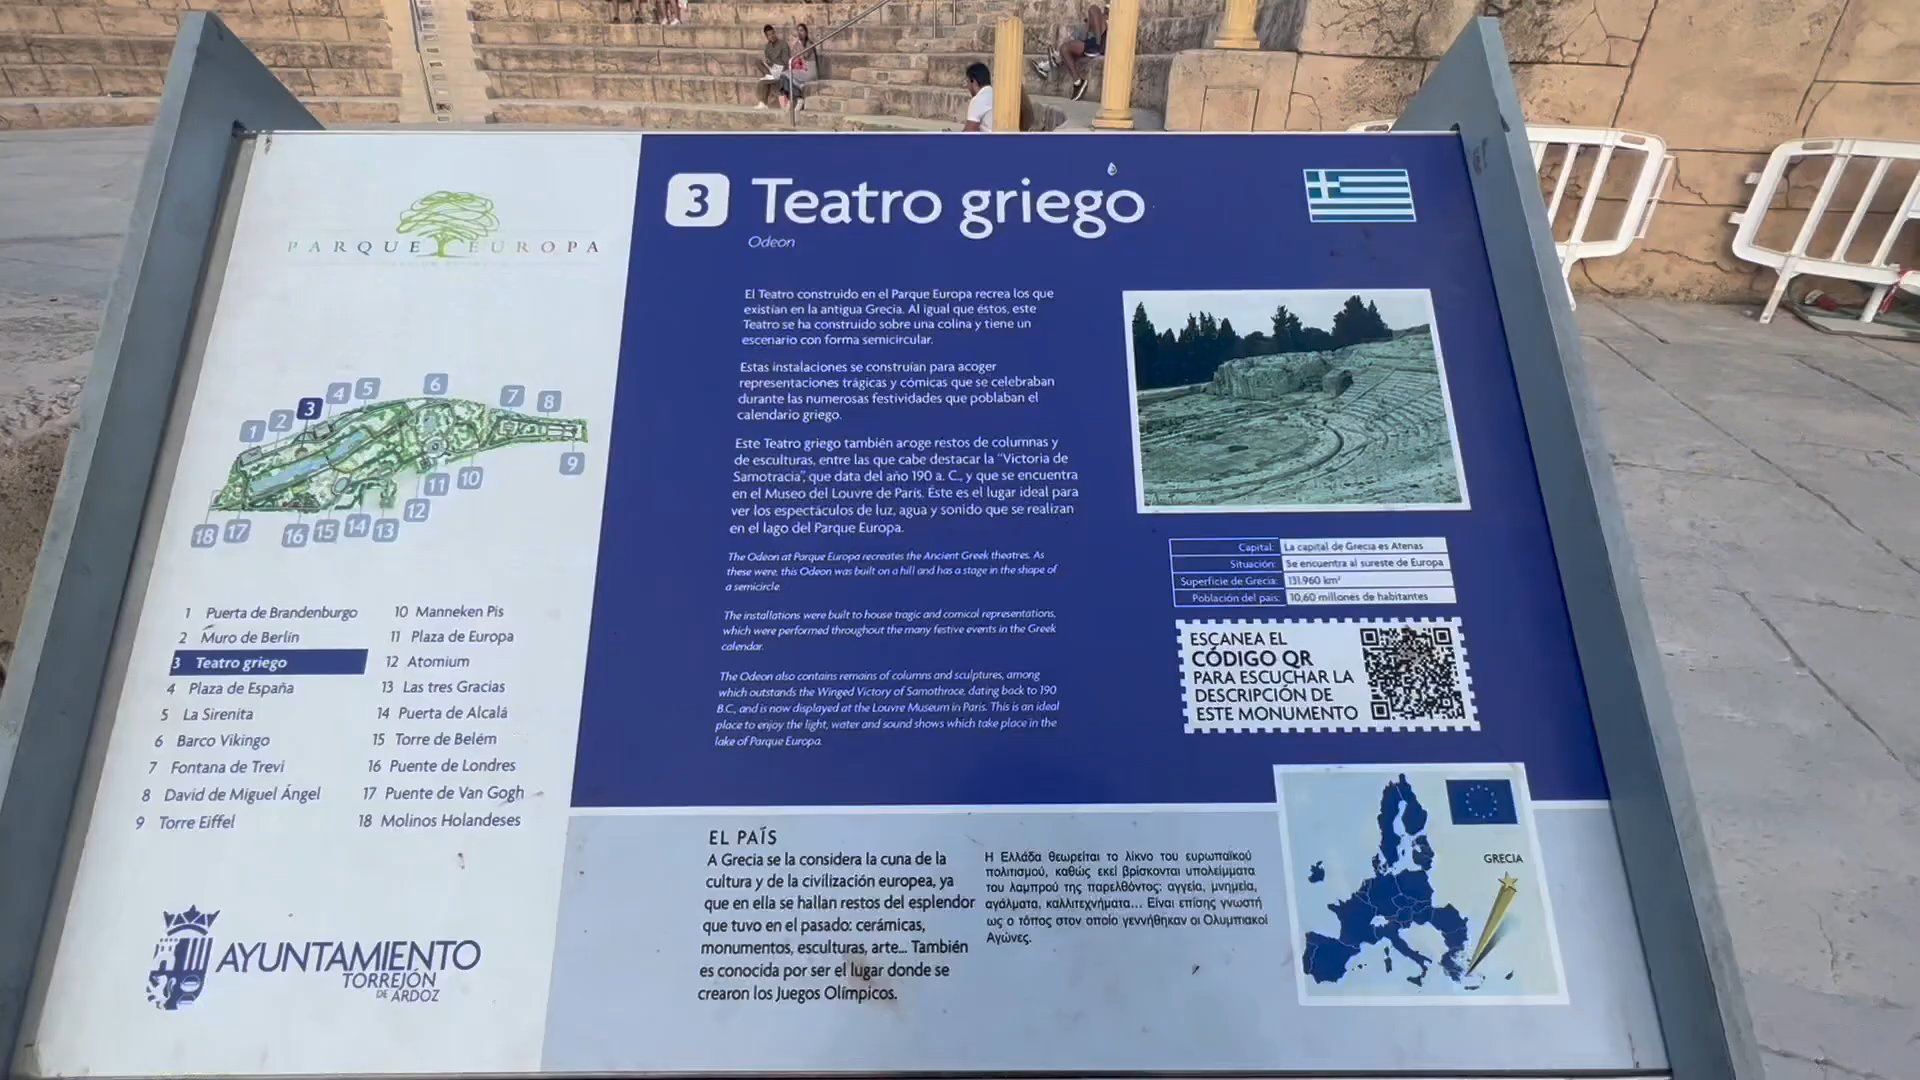 PARQUE EUROPA
1
2
3
4
5
6
7
8
9
10
11
12
13
14
15
16
17
18
1 Puerta de Brandenburgo
2 Muro de Berlín
3 Teatro griego
4 Plaza de España
5 La Sirenita
6 Barco Vikingo
7 Fontana de Trevi
8 David de Miguel Ángel
9 Torre Eiffel
10 Manneken Pis
11 Plaza de Europa
12 Atomium
13 Las tres Gracias
14 Puerta de Alcalá
15 Torre de Belém
16 Puente de Londres
17 Puente de Van Gogh
18 Molinos Holandeses
AYUNTAMIENTO
TORREJÓN
DE ARDOZ
3 Teatro griego
Odeon
El Teatro construido en el Parque Europa recrea los que
existían en la antigua Grecia. Al igual que éstos, este
Teatro se ha construido sobre una colina y tiene un
escenario con forma semicircular.
Estas instalaciones se construían para acoger
representaciones trágicas y cómicas que se celebraban
durante las numerosas festividades que poblaban el
calendario griego.
Este Teatro griego también acoge restos de columnas y
de esculturas, entre las que cabe destacar la "Victoria de
Samotracia", que data del año 190 a. C., y que se encuentra
en el Museo del Louvre de París. Éste es el lugar ideal para
ver los espectáculos de luz, agua y sonido que se realizan
en el lago del Parque Europa.
The Odeon at Parque Europa recreates the Ancient Greek theatres. As
these were, this Odeon was built on a hill and has a stage in the shape of
a semicircle.
The installations were built to house tragic and comical representations,
which were performed throughout the many festive events in the Greek
calendar.
The Odeon also contains remains of columns and sculptures, among
which outstands the Winged Victory of Samothrace, dating back to 190
B.C., and is now displayed at the Louvre Museum in Paris. This is an ideal
place to enjoy the light, water and sound shows which take place in the
lake of Parque Europa.
Capital: La capital de Grecia es Atenas
Situación: Se encuentra al sureste de Europa
Superficie de Grecia: 131.960 km²
Población del país: 10,60 millones de habitantes
ESCANEA EL
CÓDIGO QR
PARA ESCUCHAR LA
DESCRIPCIÓN DE
ESTE MONUMENTO
EL PAÍS
A Grecia se la considera la cuna de la
cultura y de la civilización europea, ya
que en ella se hallan restos del esplendor
que tuvo en el pasado: cerámicas,
monumentos, esculturas, arte... También
es conocida por ser el lugar donde se
crearon los Juegos Olímpicos.
Η Ελλάδα θεωρείται το λίκνο του ευρωπαϊκού
πολιτισμού, καθώς εκεί βρίσκονται υπολείμματα
του λαμπρού της παρελθόντος: αγγεία, μνημεία,
αγάλματα, καλλιτεχνήματα... Είναι επίσης γνωστή
ως ο τόπος στον οποίο γεννήθηκαν οι Ολυμπιακοί
Αγώνες.
GRECIA